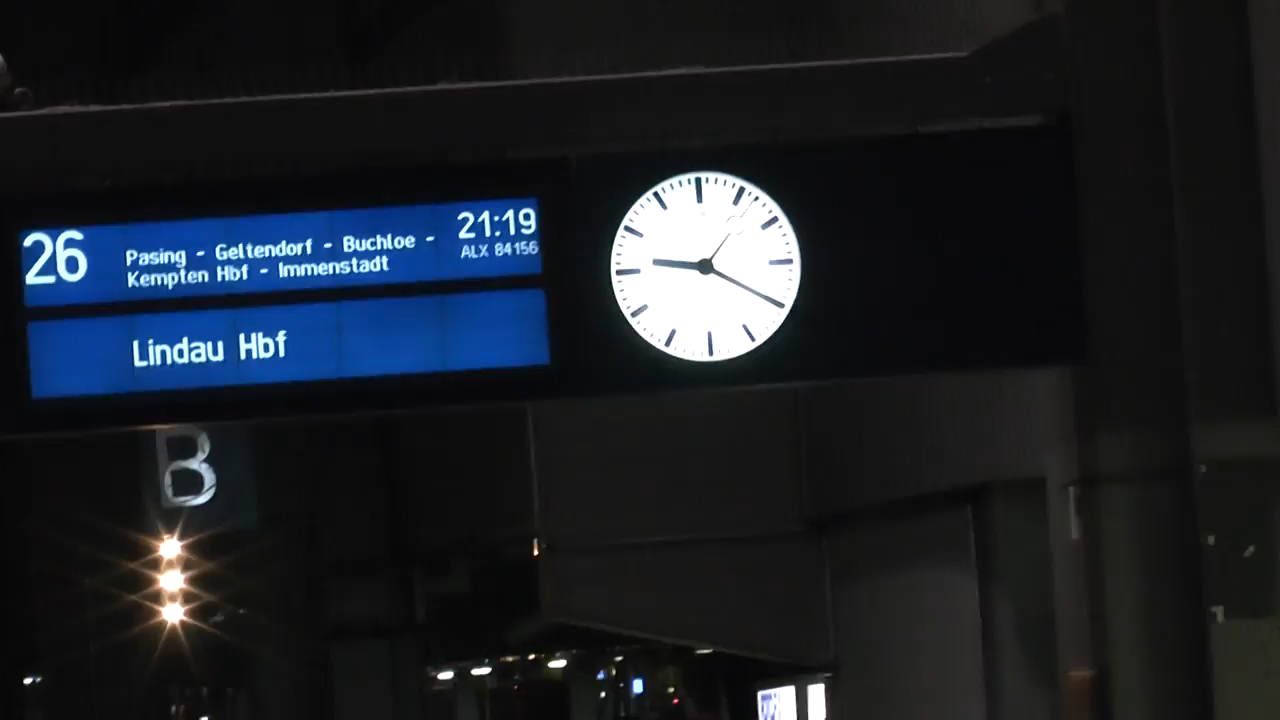 26
Pasing - Geltendorf - Buchloe -
Kempten Hbf - Immenstadt
21:19
ALX 84156
Lindau Hbf
B